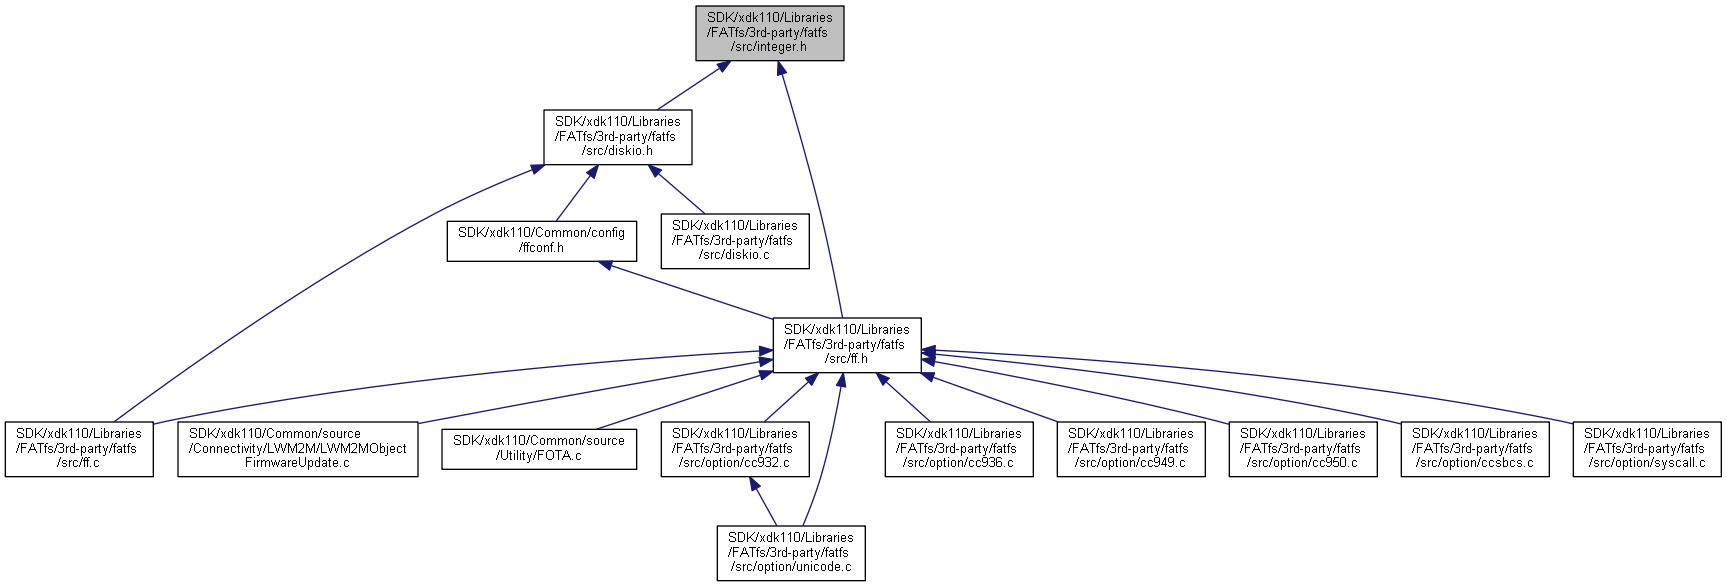 SDK/xdk110/Libraries
/FATfs/3rd-party/fatfs
/src/integer.h
SDK/xdk110/Libraries
/FATfs/3rd-party/fatfs
/src/diskio.h
SDK/xdk110/Common/config
/ffconf.h
SDK/xdk110/Libraries
/FATfs/3rd-party/fatfs
/src/diskio.c
SDK/xdk110/Libraries
/FATfs/3rd-party/fatfs
/src/ff.h
SDK/xdk110/Libraries
/FATfs/3rd-party/fatfs
/src/ff.c
SDK/xdk110/Common/source
/Connectivity/LWM2M/LWM2MObject
FirmwareUpdate.c
SDK/xdk110/Common/source
/Utility/FOTA.c
SDK/xdk110/Libraries
/FATfs/3rd-party/fatfs
/src/option/cc932.c
SDK/xdk110/Libraries
/FATfs/3rd-party/fatfs
/src/option/cc936.c
SDK/xdk110/Libraries
/FATfs/3rd-party/fatfs
/src/option/cc949.c
SDK/xdk110/Libraries
/FATfs/3rd-party/fatfs
/src/option/cc950.c
SDK/xdk110/Libraries
/FATfs/3rd-party/fatfs
/src/option/ccsbcs.c
SDK/xdk110/Libraries
/FATfs/3rd-party/fatfs
/src/option/syscall.c
SDK/xdk110/Libraries
/FATfs/3rd-party/fatfs
/src/option/unicode.c